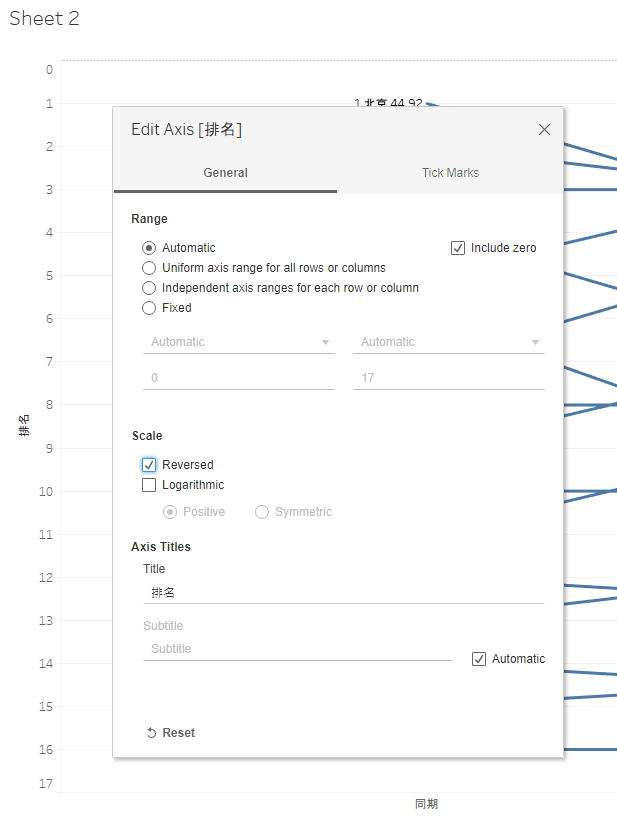 Sheet 2
0
1
1 北京 44.92
2
3
4
5
6
7
8
9
10
11
12
13
14
15
16
17
排名
同期
Edit Axis [排名]
General
Tick Marks
Range
Automatic
Include zero
Uniform axis range for all rows or columns
Independent axis ranges for each row or column
Fixed
Automatic
Automatic
0
17
Scale
Reversed
Logarithmic
Positive
Symmetric
Axis Titles
Title
排名
Subtitle
Subtitle
Automatic
Reset